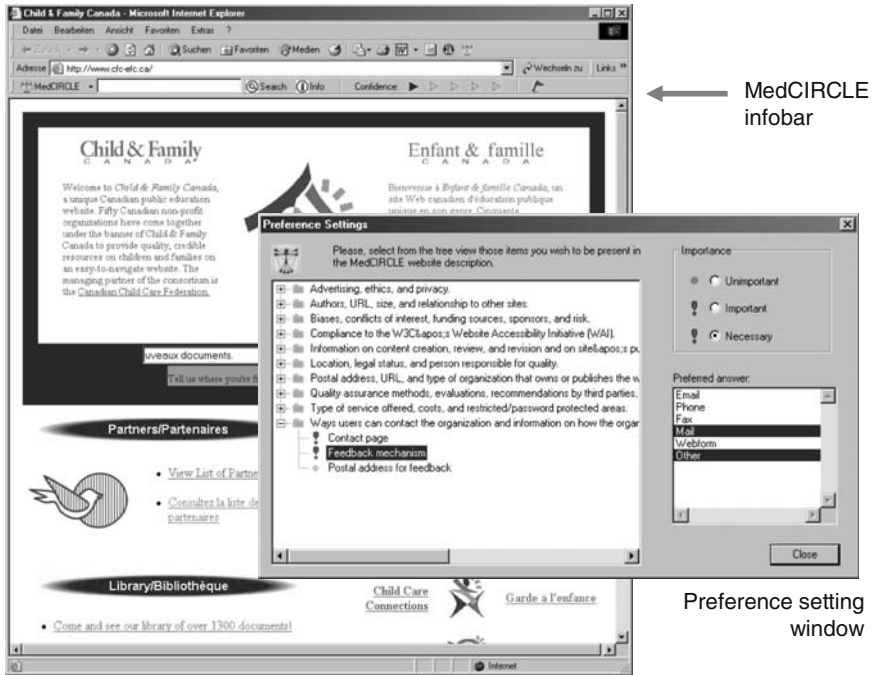 Child & Family Canada - Microsoft Internet Explorer
Datei Bearbeiten Ansicht Favoriten Extras ?
Zurück Suchen Favoriten Medien
Adresse http://www.cfc-efc.ca/ Wechseln zu Links »
MedCIRCLE Search Info Confidence:
MedCIRCLE
infobar
Child & Family
CANADA
Enfant & famille
CANADA
Welcome to Child & Family Canada,
a unique Canadian public education
website. Fifty Canadian non-profit
organizations have come together
under the banner of Child & Family
Canada to provide quality, credible
resources on children and families on
an easy-to-navigate website. The
managing partner of the consortium is
the Canadian Child Care Federation.
Bienvenue à Enfant & famille Canada, un
site Web canadien d'éducation publique
unique en son genre. Cinquante
uveaux documents.
Tell us where you're
Partners/Partenaires
• View List of Partne
• Consultez la liste de
partenaires
Library/Bibliothèque
• Come and see our library of over 1300 documents!
Child Care
Connections
Garde à l'enfance
Internet
Preference Settings
Please, select from the tree view those items you wish to be present in
the MedCIRCLE website description.
Advertising, ethics, and privacy.
Authors, URL, size, and relationship to other sites.
Biases, conflicts of interest, funding sources, sponsors, and risk.
Compliance to the W3C&apos;s Website Accessibility Initiative (WAI).
Information on content creation, review, and revision and on site&apos;s pu
Location, legal status, and person responsible for quality.
Postal address, URL, and type of organization that owns or publishes the w
Quality assurance methods, evaluations, recommendations by third parties.
Type of service offered, costs, and restricted/password protected areas.
Ways users can contact the organization and information on how the organ
Contact page
Feedback mechanism
Postal address for feedback
Importance
Unimportant
Important
Necessary
Preferred answer:
Email
Phone
Fax
Mail
Webform
Other
Close
Preference setting
window